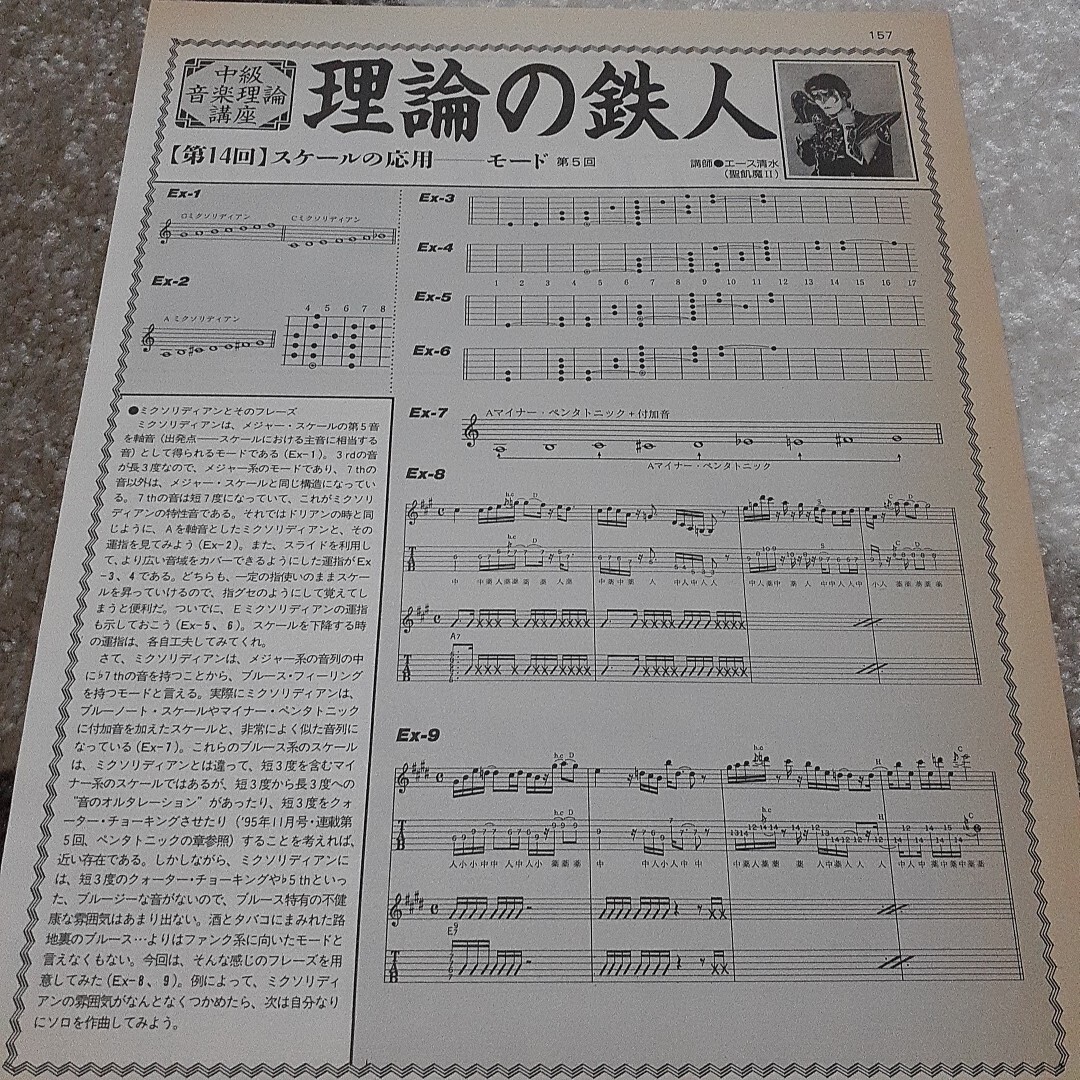 157
中級
音楽理論
講座
理論の鉄人
【第14回】スケールの応用――モード 第5回
講師●エース清水
(聖飢魔II)
Ex-1
Gミクソリディアン
Cミクソリディアン
Ex-2
Aミクソリディアン
4 5 6 7 8
Ex-3
Ex-4
1 2 3 4 5 6 7 8 9 10 11 12 13 14 15 16 17
Ex-5
Ex-6
Ex-7
Aマイナー・ペンタトニック+付加音
Aマイナー・ペンタトニック
Ex-8
A7
Ex-9
E7
●ミクソリディアンとそのフレーズ
ミクソリディアンは、メジャー・スケールの第5音
を軸音(出発点――スケールにおける主音に相当する
音)として得られるモードである(Ex-1)。3rdの音
が長3度なので、メジャー系のモードであり、7thの
音以外は、メジャー・スケールと同じ構造になってい
る。7thの音は短7度になっていて、これがミクソリ
ディアンの特性音である。それではドリアンの時と同
じように、Aを軸音としたミクソリディアンと、その
運指を見てみよう(Ex-2)。また、スライドを利用し
て、より広い音域をカバーできるようにした運指がEx
-3、4である。どちらも、一定の指使いのままスケー
ルを昇っていけるので、指グセのようにして覚えてし
まうと便利だ。ついでに、Eミクソリディアンの運指
も示しておこう(Ex-5、6)。スケールを下降する時
の運指は、各自工夫してみてくれ。
さて、ミクソリディアンは、メジャー系の音列の中
に♭7thの音を持つことから、ブルース・フィーリング
を持つモードと言える。実際にミクソリディアンは、
ブルーノート・スケールやマイナー・ペンタトニック
に付加音を加えたスケールと、非常によく似た音列に
なっている(Ex-7)。これらのブルース系のスケール
は、ミクソリディアンとは違って、短3度を含むマイ
ナー系のスケールではあるが、短3度から長3度への
"音のオルタレーション"があったり、短3度をクォ
ーター・チョーキングさせたり('95年11月号・連載第
5回、ペンタトニックの章参照)することを考えれば、
近い存在である。しかしながら、ミクソリディアンに
は、短3度のクォーター・チョーキングや♭5thといっ
た、ブルージーな音がないので、ブルース特有の不健
康な雰囲気はあまり出ない。酒とタバコにまみれた路
地裏のブルース…よりはファンク系に向いたモードと
言えなくもない。今回は、そんな感じのフレーズを用
意してみた(Ex-8、9)。例によって、ミクソリディ
アンの雰囲気がなんとなくつかめたら、次は自分なり
にソロを作曲してみよう。